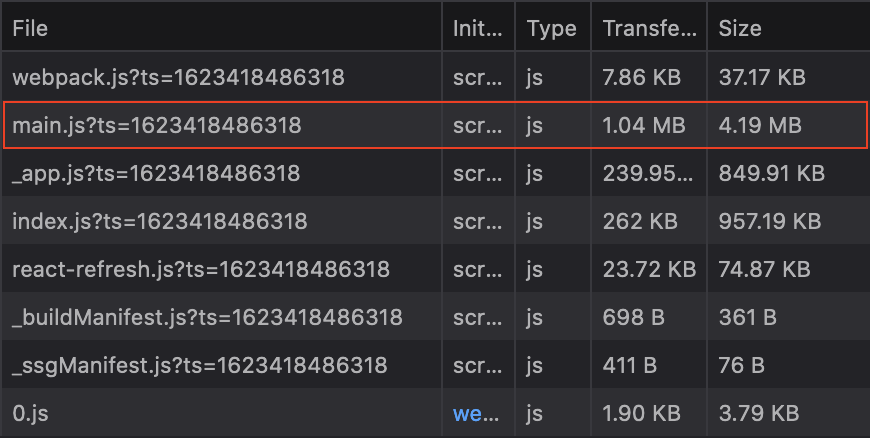 File Init... Type Transfe... Size
webpack.js?ts=1623418486318 scr... js 7.86 KB 37.17 KB
main.js?ts=1623418486318 scr... js 1.04 MB 4.19 MB
_app.js?ts=1623418486318 scr... js 239.95... 849.91 KB
index.js?ts=1623418486318 scr... js 262 KB 957.19 KB
react-refresh.js?ts=1623418486318 scr... js 23.72 KB 74.87 KB
_buildManifest.js?ts=1623418486318 scr... js 698 B 361 B
_ssgManifest.js?ts=1623418486318 scr... js 411 B 76 B
0.js we... js 1.90 KB 3.79 KB